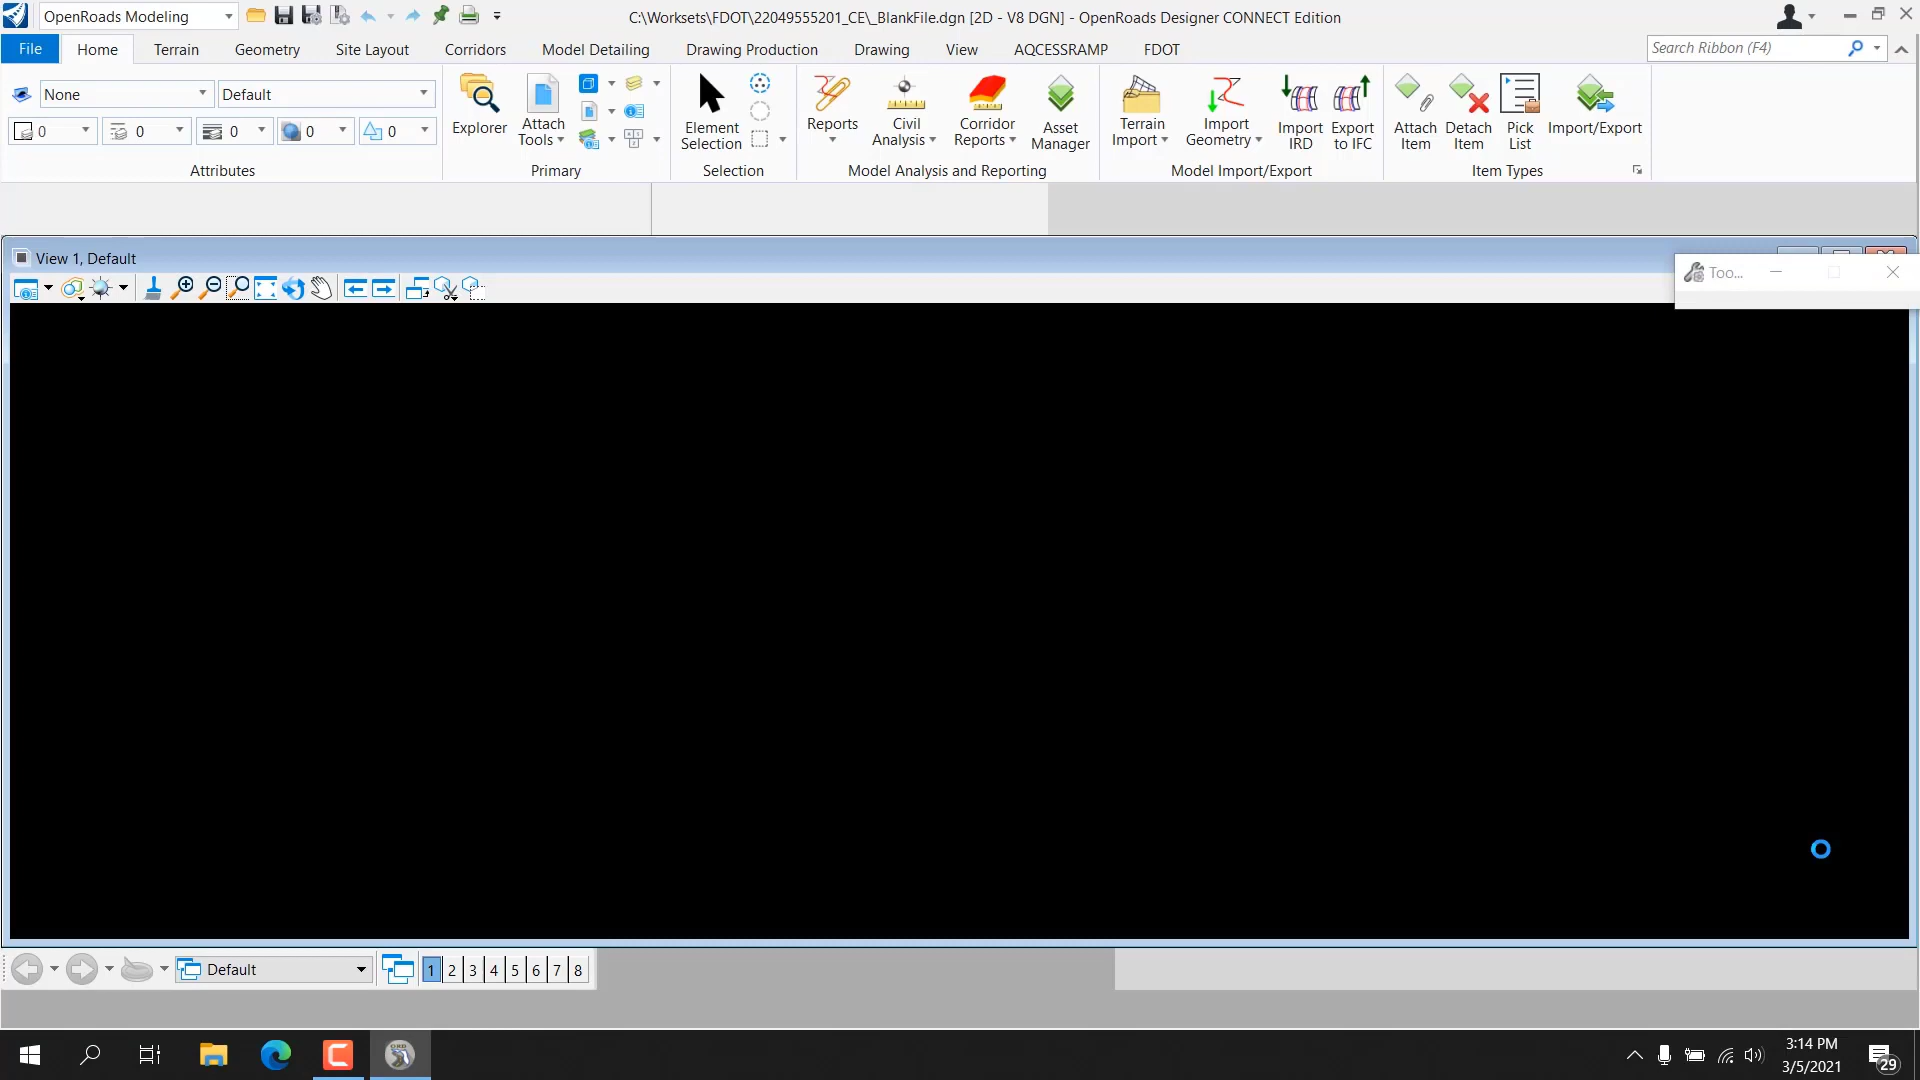 OpenRoads Modeling
C:\Worksets\FDOT\22049555201_CE\_BlankFile.dgn [2D - V8 DGN] - OpenRoads Designer CONNECT Edition
File Home Terrain Geometry Site Layout Corridors Model Detailing Drawing Production Drawing View AQCESSRAMP FDOT
Search Ribbon (F4)
None Default
0 0 0 0 0
Attributes
Explorer
Attach Tools
Primary
Element Selection
Selection
Reports
Civil Analysis
Corridor Reports
Asset Manager
Model Analysis and Reporting
Terrain Import
Import Geometry
Import IRD
Export to IFC
Model Import/Export
Attach Item
Detach Item
Pick List
Import/Export
Item Types
View 1, Default
Too...
Default 1 2 3 4 5 6 7 8
3:14 PM
3/5/2021
29